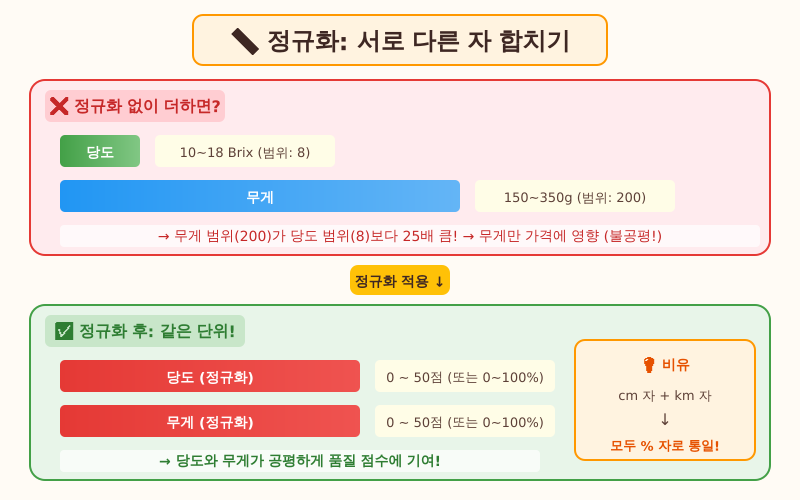 📏 정규화: 서로 다른 자 합치기
❌ 정규화 없이 더하면?
당도
10~18 Brix (범위: 8)
무게
150~350g (범위: 200)
→ 무게 범위(200)가 당도 범위(8)보다 25배 큼! → 무게만 가격에 영향 (불공평!)
정규화 적용 ↓
✅ 정규화 후: 같은 단위!
당도 (정규화)
0 ~ 50점 (또는 0~100%)
무게 (정규화)
0 ~ 50점 (또는 0~100%)
→ 당도와 무게가 공평하게 품질 점수에 기여!
💡 비유
cm 자 + km 자
↓
모두 % 자로 통일!